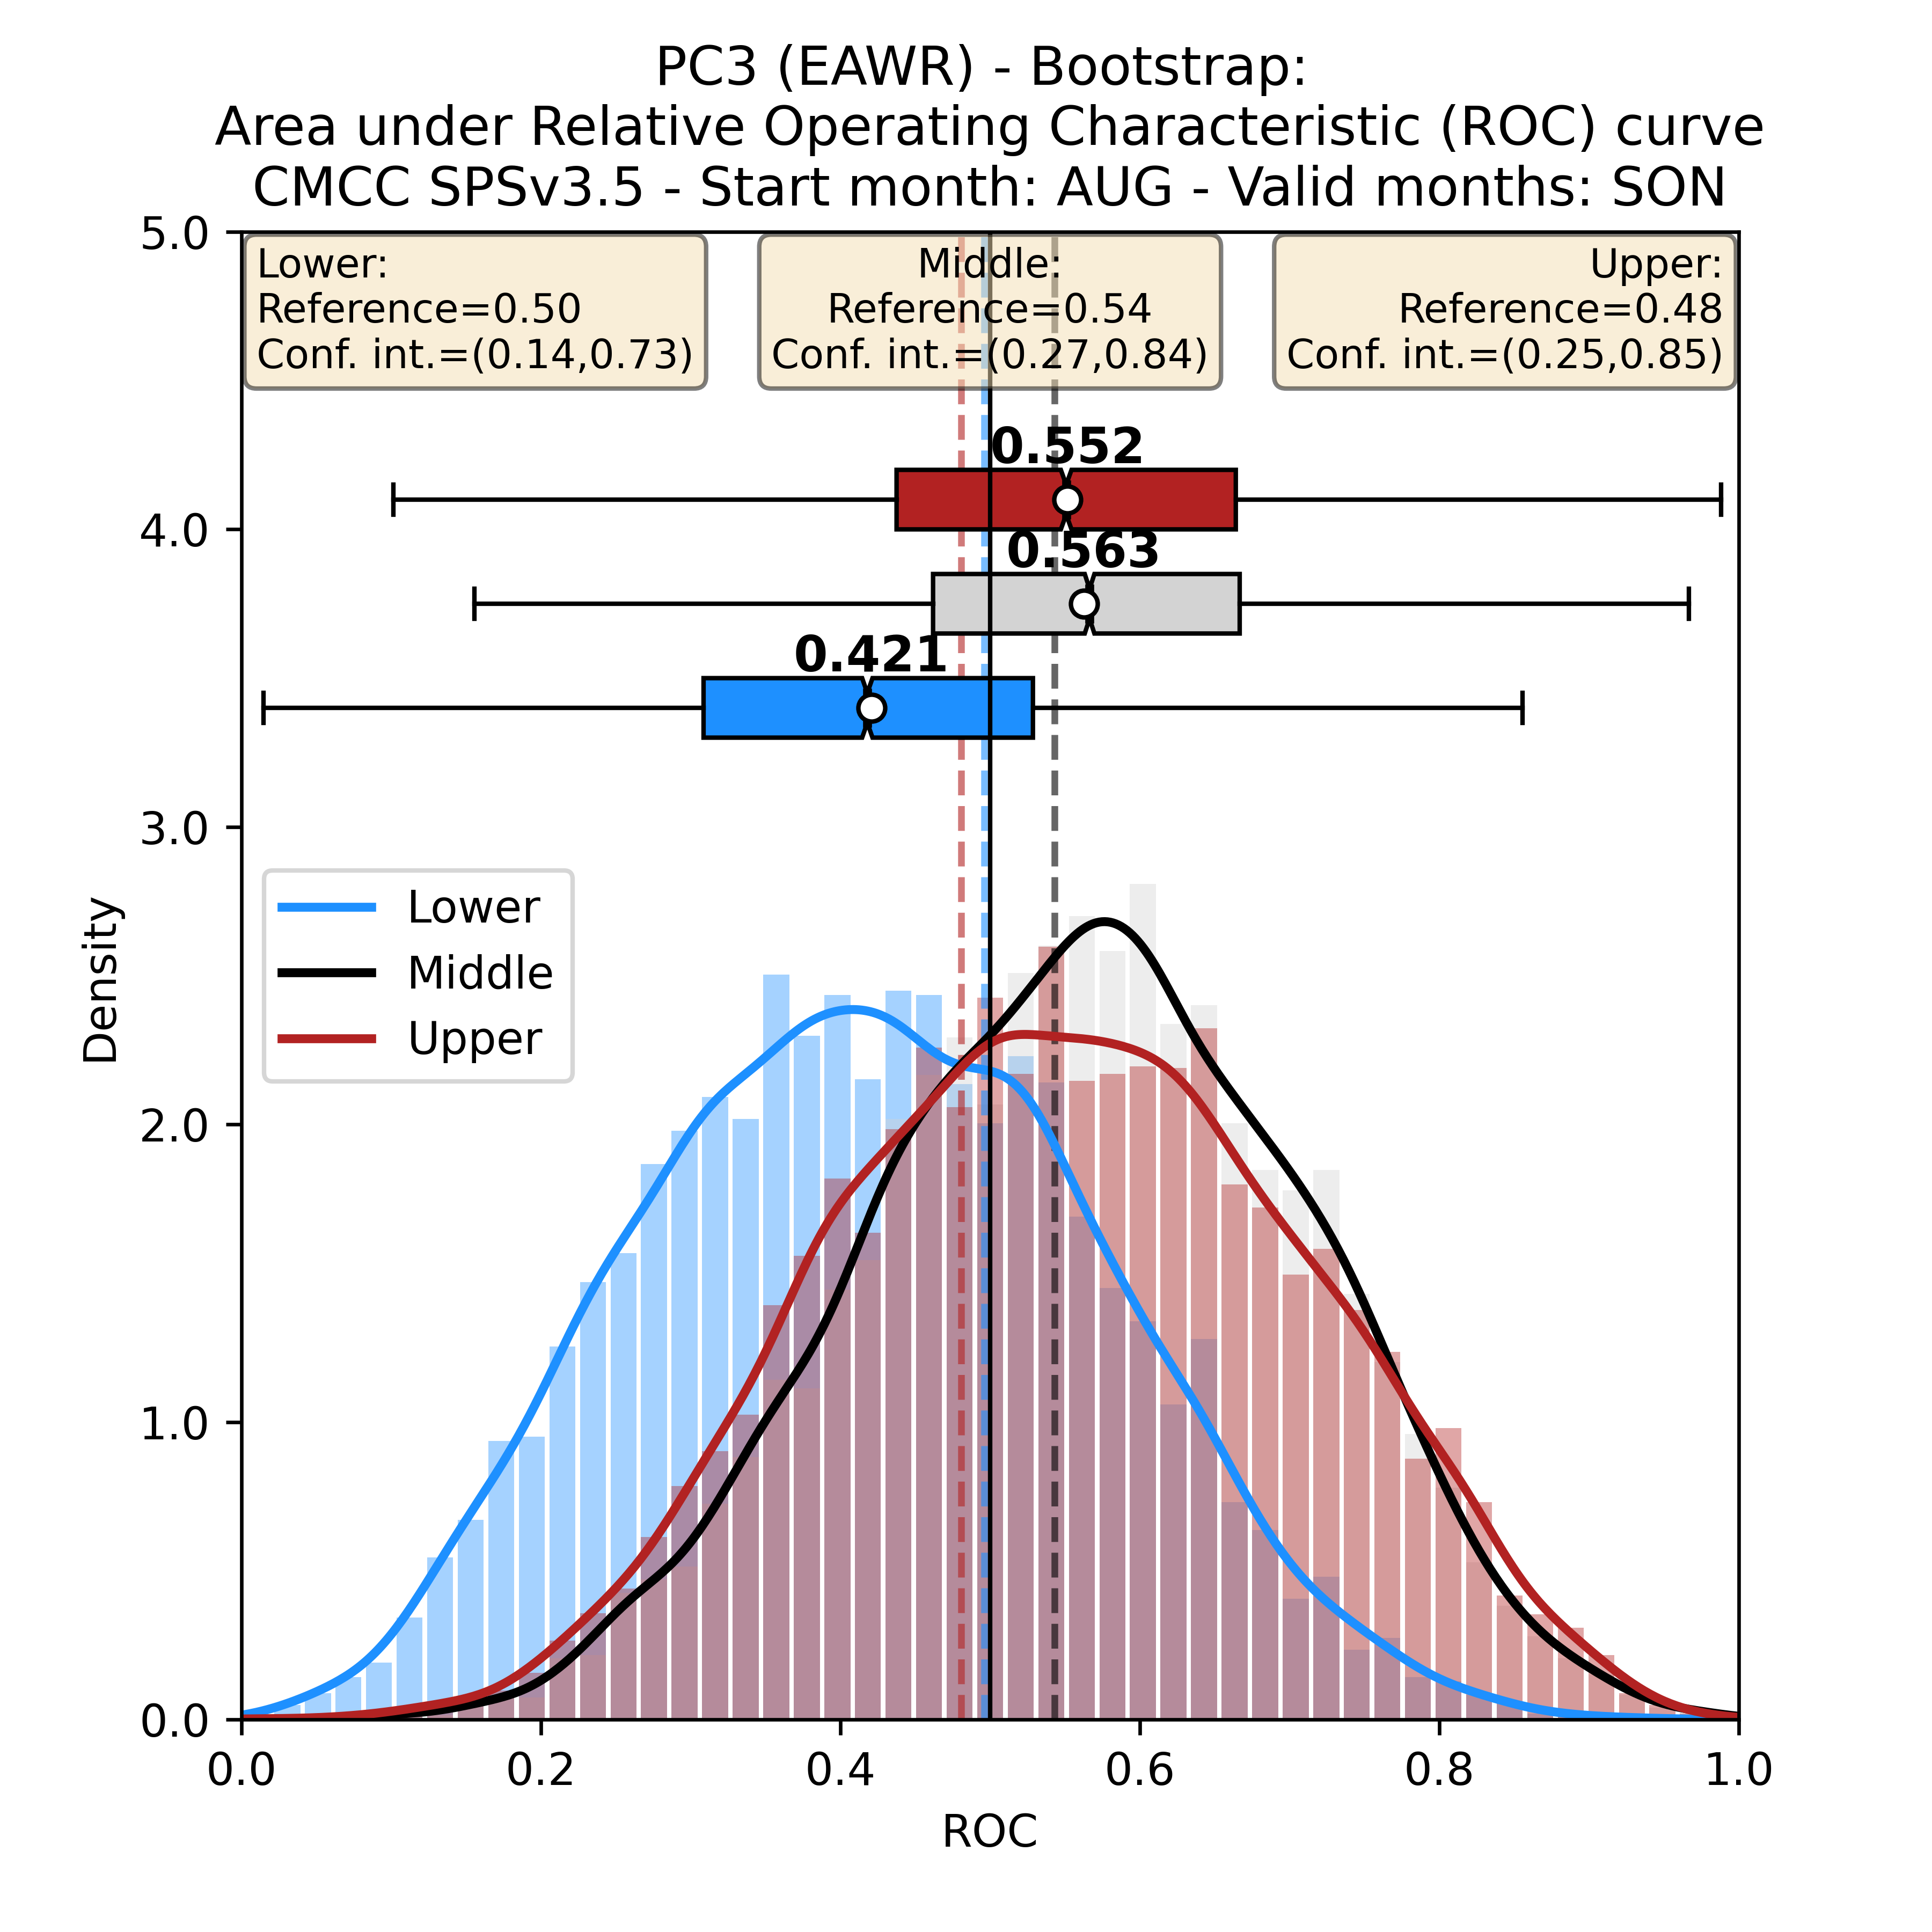 PC3 (EAWR) - Bootstrap:
Area under Relative Operating Characteristic (ROC) curve
CMCC SPSv3.5 - Start month: AUG - Valid months: SON
Lower:
Reference=0.50
Conf. int.=(0.14,0.73)
Middle:
Reference=0.54
Conf. int.=(0.27,0.84)
Upper:
Reference=0.48
Conf. int.=(0.25,0.85)
0.552
0.563
0.421
Lower
Middle
Upper
Density
5.0
4.0
3.0
2.0
1.0
0.0
0.0 0.2 0.4 0.6 0.8 1.0
ROC